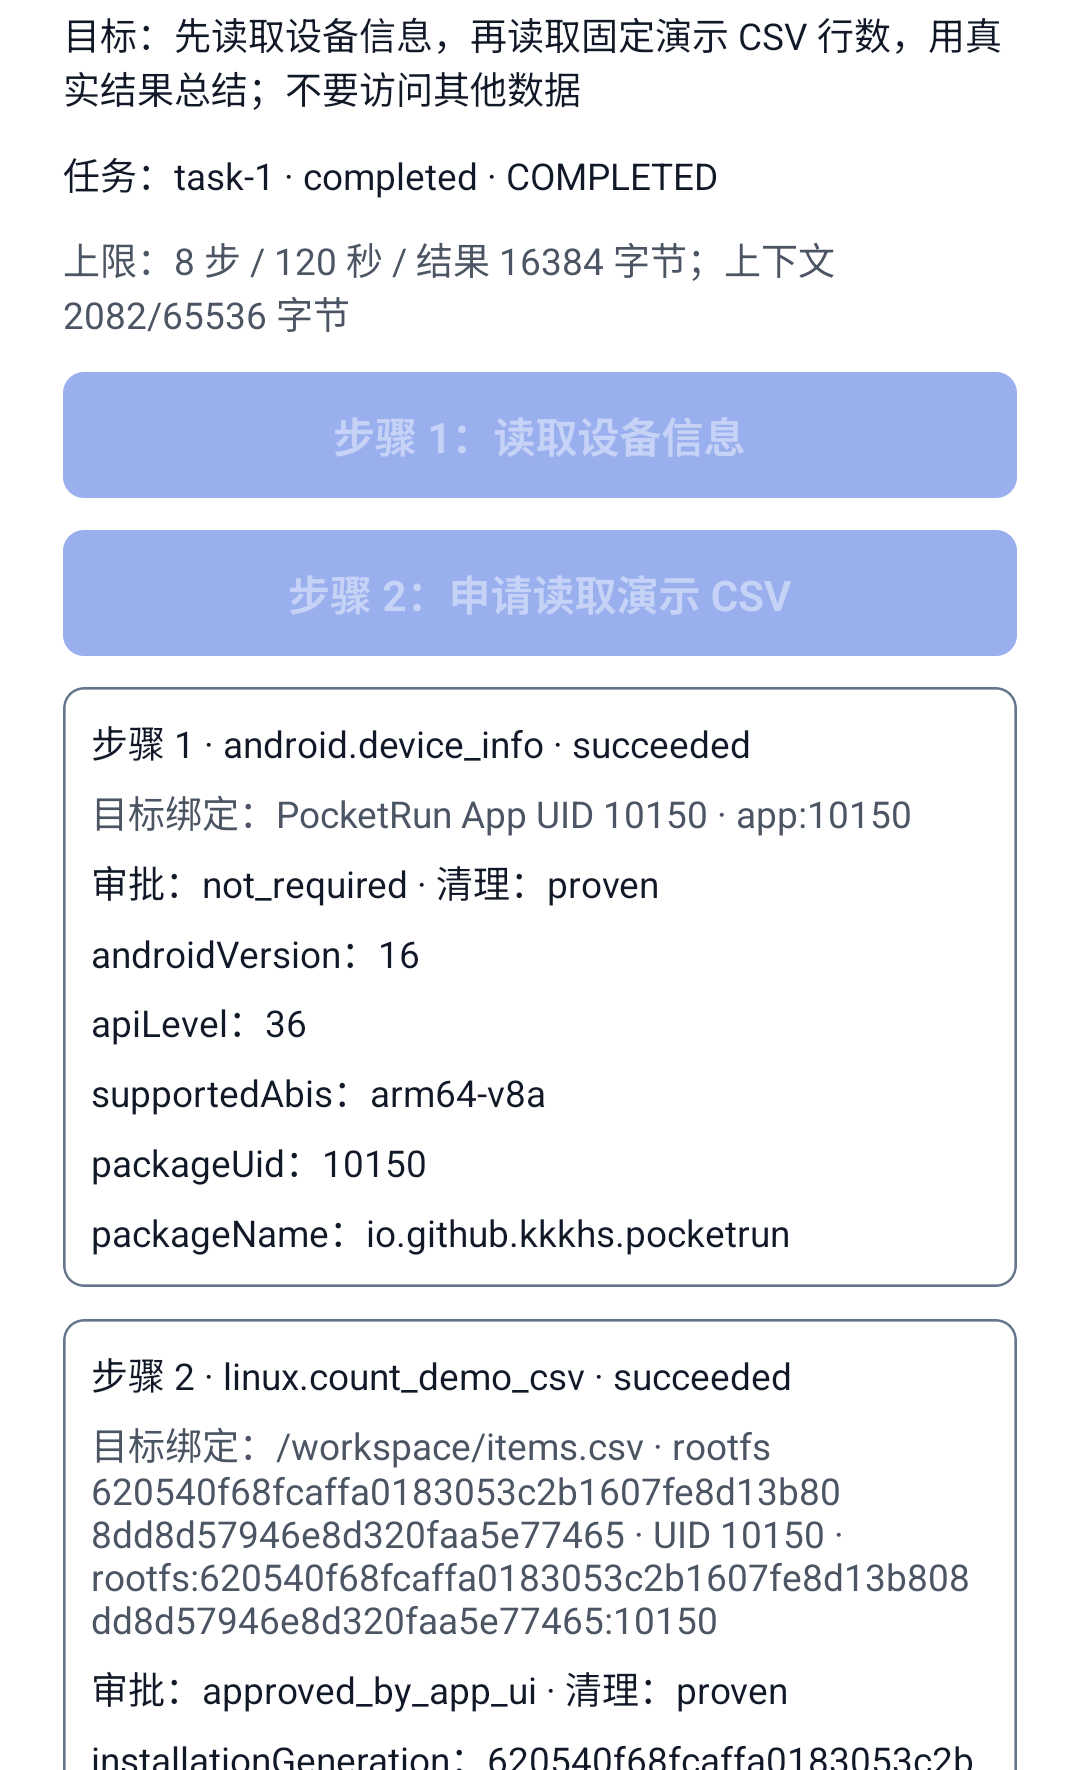 目标：先读取设备信息，再读取固定演示 CSV 行数，用真
实结果总结；不要访问其他数据
任务：task-1 · completed · COMPLETED
上限：8 步 / 120 秒 / 结果 16384 字节；上下文
2082/65536 字节
步骤 1：读取设备信息
步骤 2：申请读取演示 CSV
步骤 1 · android.device_info · succeeded
目标绑定：PocketRun App UID 10150 · app:10150
审批：not_required · 清理：proven
androidVersion：16
apiLevel：36
supportedAbis：arm64-v8a
packageUid：10150
packageName：io.github.kkkhs.pocketrun
步骤 2 · linux.count_demo_csv · succeeded
目标绑定：/workspace/items.csv · rootfs
620540f68fcaffa0183053c2b1607fe8d13b80
8dd8d57946e8d320faa5e77465 · UID 10150 ·
rootfs:620540f68fcaffa0183053c2b1607fe8d13b808
dd8d57946e8d320faa5e77465:10150
审批：approved_by_app_ui · 清理：proven
installationGeneration：620540f68fcaffa0183053c2b